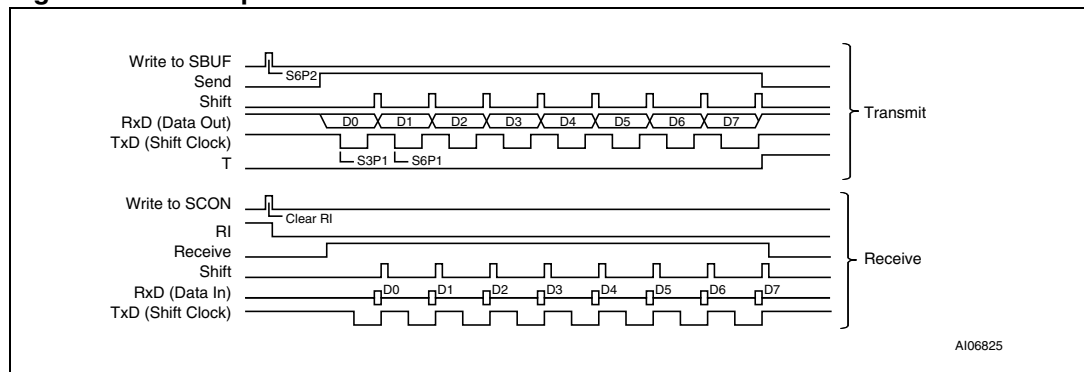 Write to SBUF
S6P2
Send
Shift
RxD (Data Out) D0 D1 D2 D3 D4 D5 D6 D7
TxD (Shift Clock)
S3P1 S6P1
T
Transmit
Write to SCON
Clear RI
RI
Receive
Shift
RxD (Data In) D0 D1 D2 D3 D4 D5 D6 D7
TxD (Shift Clock)
Receive
AI06825